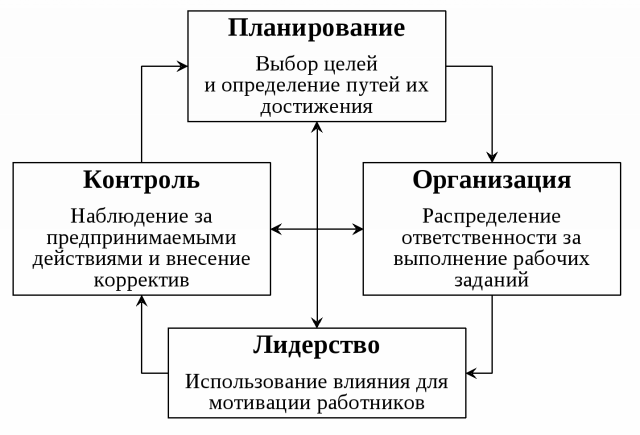 Планирование
Выбор целей
и определение путей их
достижения
Контроль
Наблюдение за
предпринимаемыми
действиями и внесение
корректив
Организация
Распределение
ответственности за
выполнение рабочих
заданий
Лидерство
Использование влияния для
мотивации работников